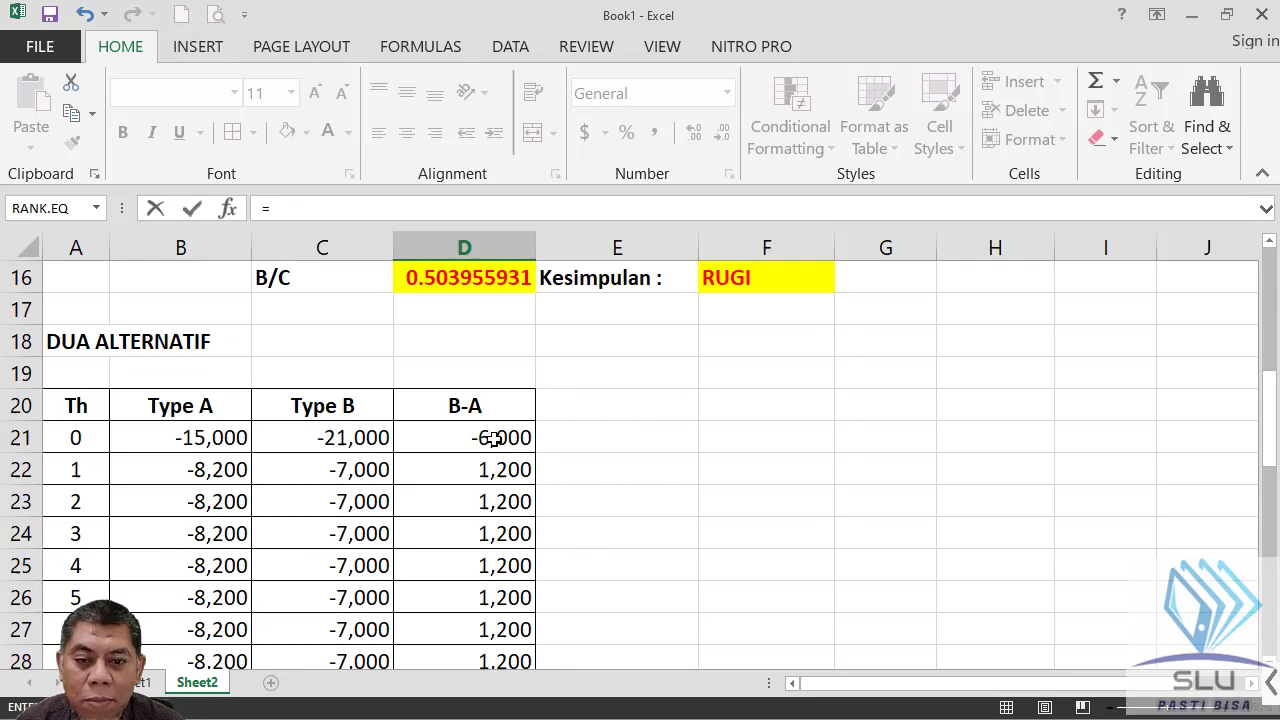 Book1 - Excel
?
FILE HOME INSERT PAGE LAYOUT FORMULAS DATA REVIEW VIEW NITRO PRO Sign in
11 General
Paste B I U $ % Conditional Formatting Format as Table Cell Styles Insert Delete Format Sort & Filter Find & Select
Clipboard Font Alignment Number Styles Cells Editing
RANK.EQ fx =
A B C D E F G H I J
16 B/C 0.503955931 Kesimpulan : RUGI
17
18 DUA ALTERNATIF
19
20 Th Type A Type B B-A
21 0 -15,000 -21,000 -6,000
22 1 -8,200 -7,000 1,200
23 2 -8,200 -7,000 1,200
24 3 -8,200 -7,000 1,200
25 4 -8,200 -7,000 1,200
26 5 -8,200 -7,000 1,200
27 -8,200 -7,000 1,200
28 -8,200 -7,000 1,200
Sheet2
SLU
PASTI BISA